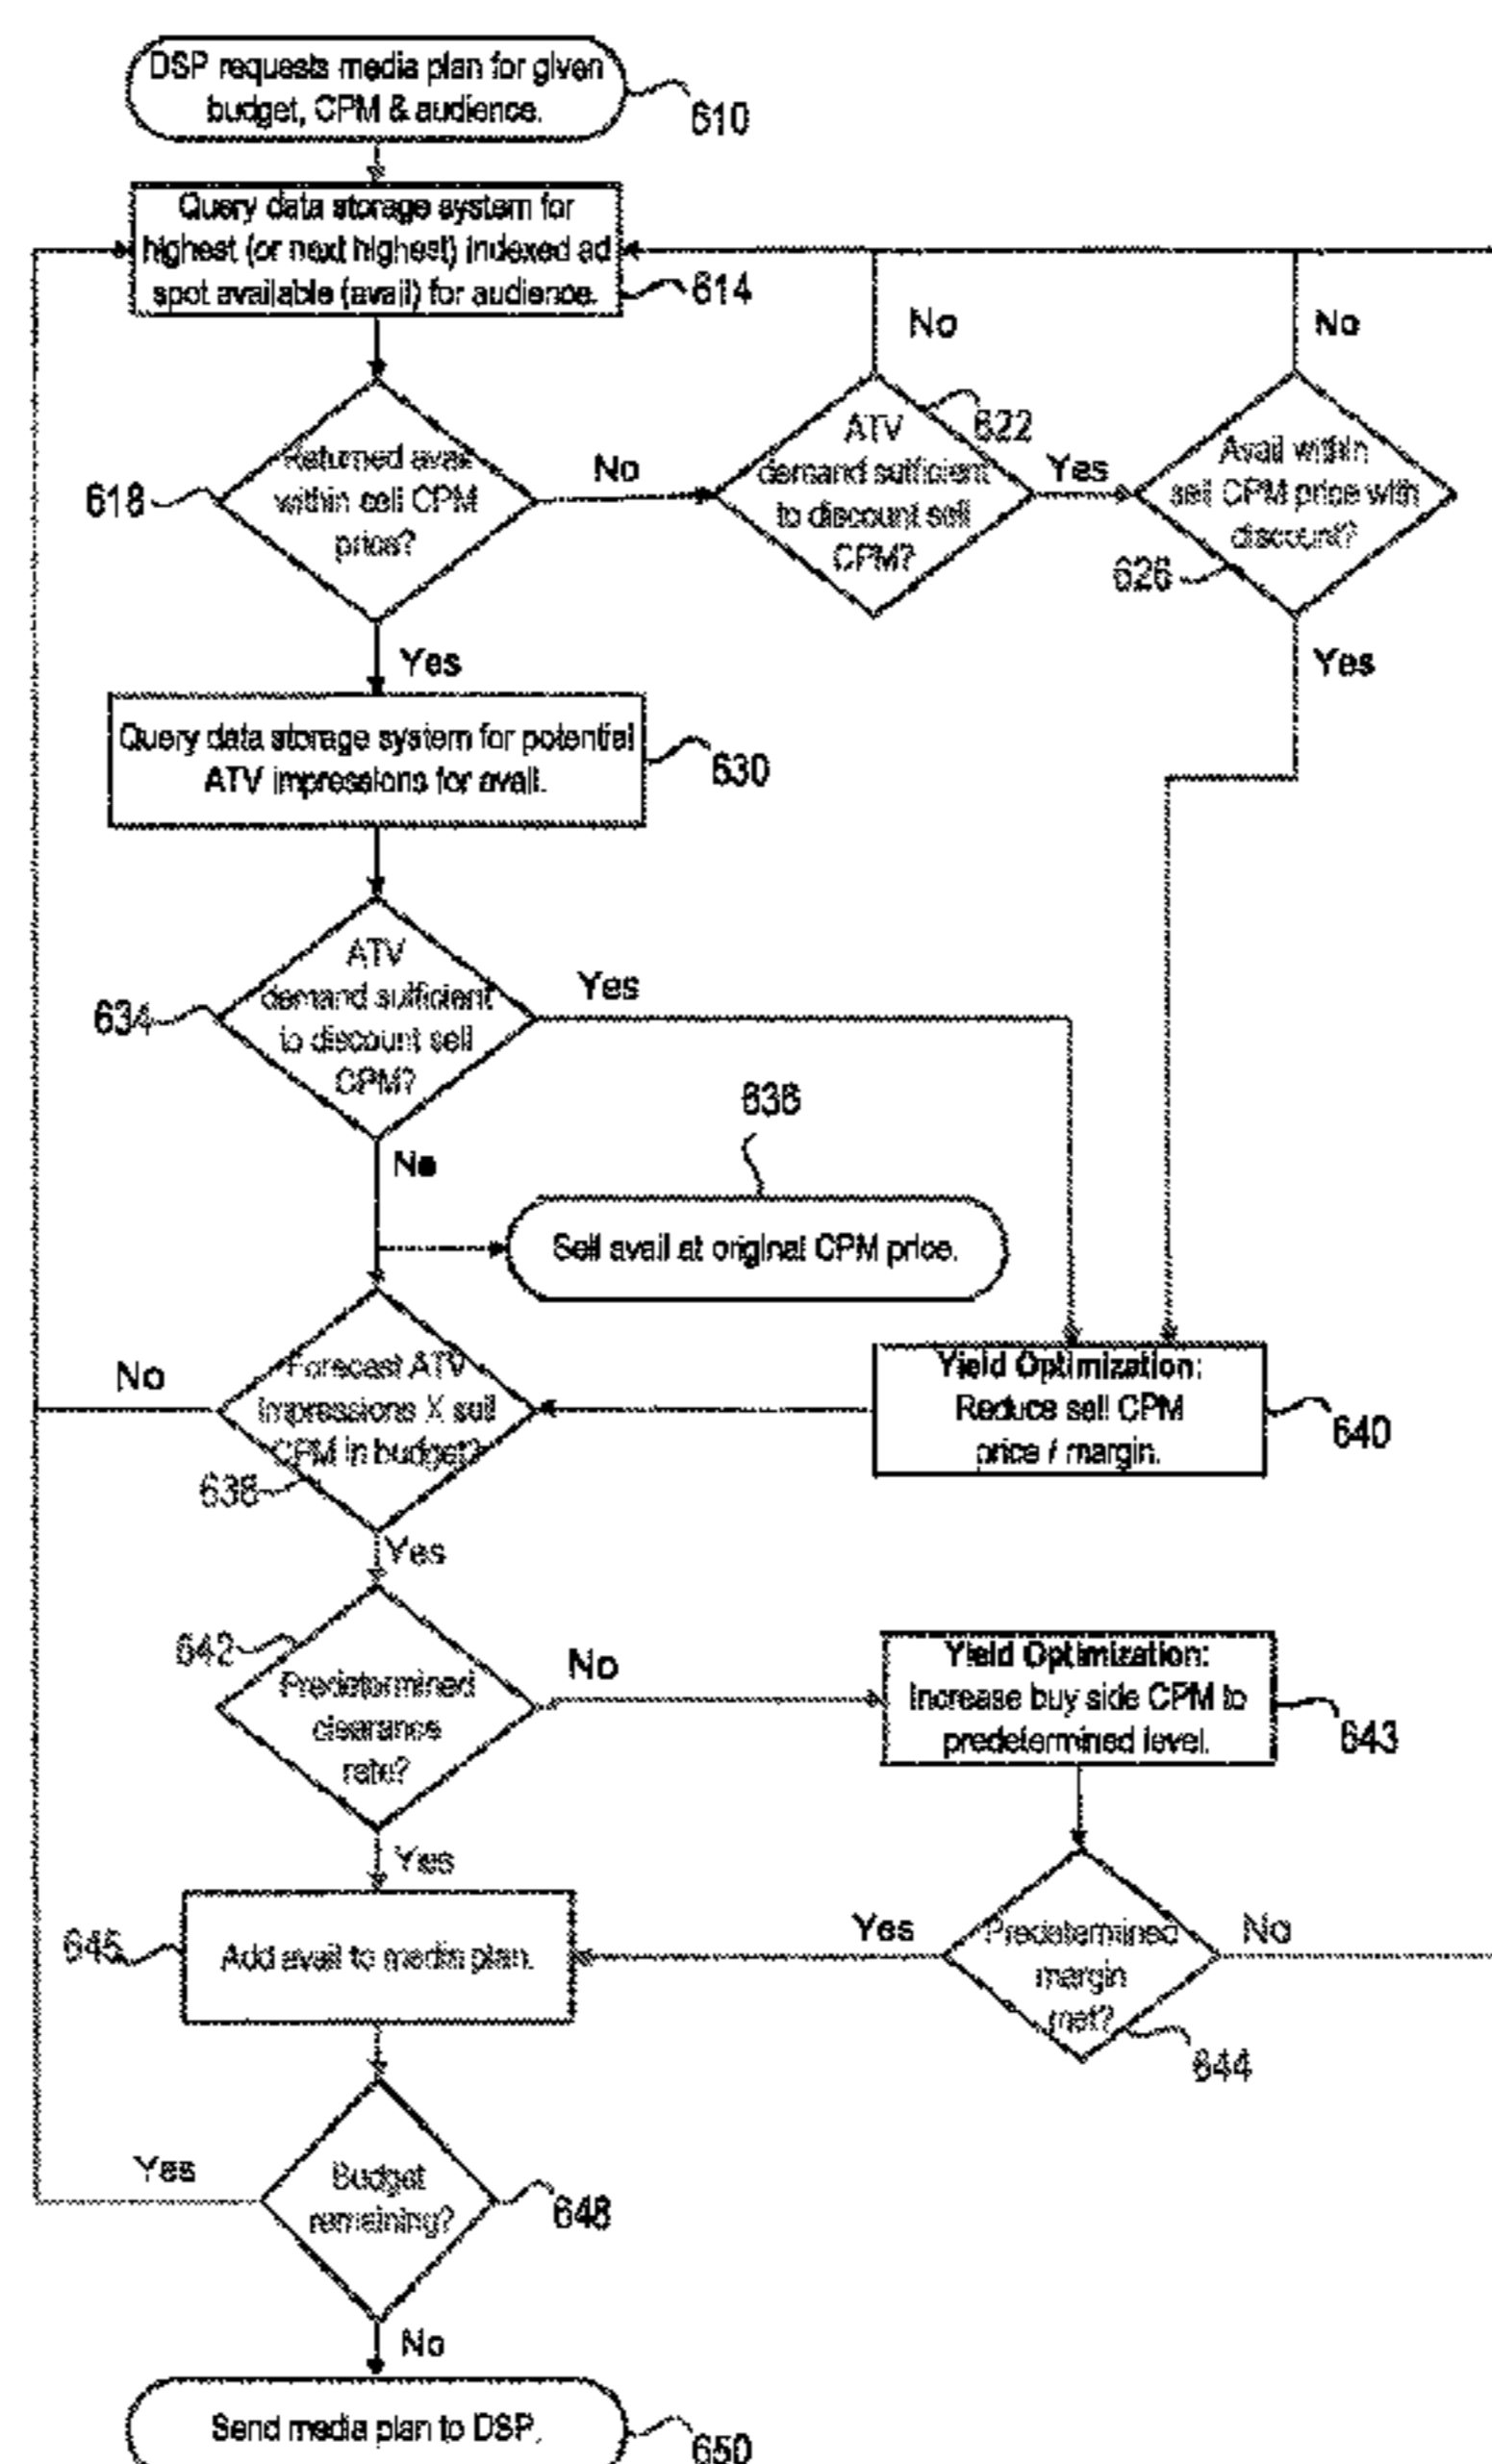 DSP requests media plan for given
budget, CPM & audience.
610
Query data storage system for
highest (or next highest) indexed ad
spot available (avail) for audience.
614
No
No
Returned avail
within sell CPM
price?
618
No
ATV
demand sufficient
to discount sell
CPM?
622
Yes
Avail within
sell CPM price with
discount?
626
Yes
Yes
Query data storage system for potential
ATV impressions for avail.
630
ATV
demand sufficient
to discount sell
CPM?
634
Yes
No
636
Sell avail at original CPM price.
No
Forecast ATV
Impressions X sell
CPM in budget?
638
Yield Optimization:
Reduce sell CPM
price / margin.
640
Yes
642
Predetermined
clearance
rate?
No
Yield Optimization:
Increase buy side CPM to
predetermined level.
643
Yes
645
Add avail to media plan.
Yes
Predetermined
margin
met?
No
644
Yes
Budget
remaining?
648
No
Send media plan to DSP.
650